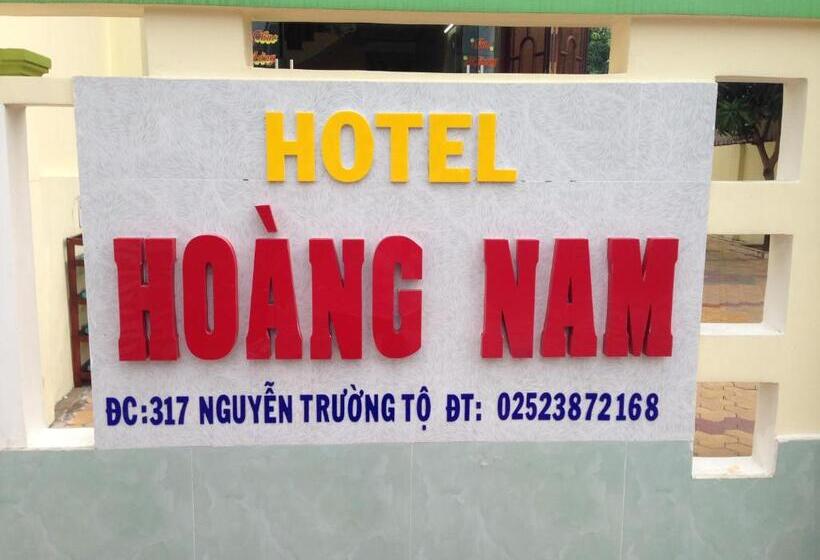 HOTEL
HOÀNG NAM
ĐC:317 NGUYỄN TRƯỜNG TỘ ĐT: 02523872168